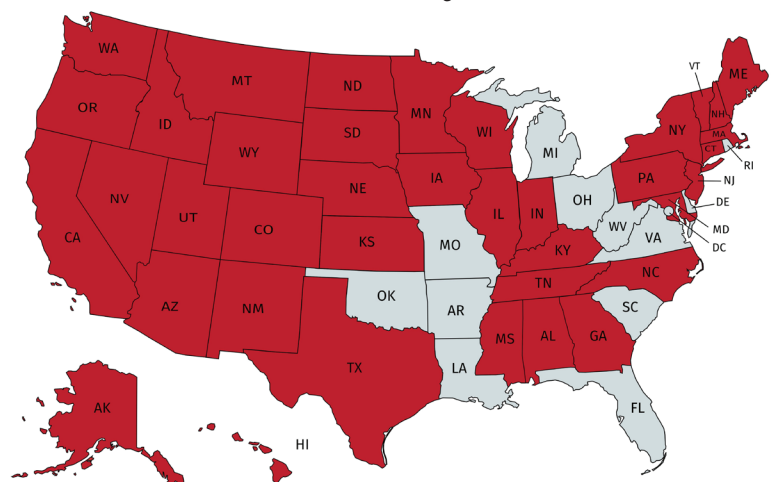 WA
MT
ND
MN
VT
ME
OR
ID
SD
WI
MI
NY
NH
MA
CT
RI
WY
NE
IA
PA
NJ
NV
UT
CO
KS
MO
IL
IN
OH
WV
VA
DE
MD
DC
CA
KY
AZ
NM
OK
AR
TN
NC
SC
TX
LA
MS
AL
GA
FL
AK
HI